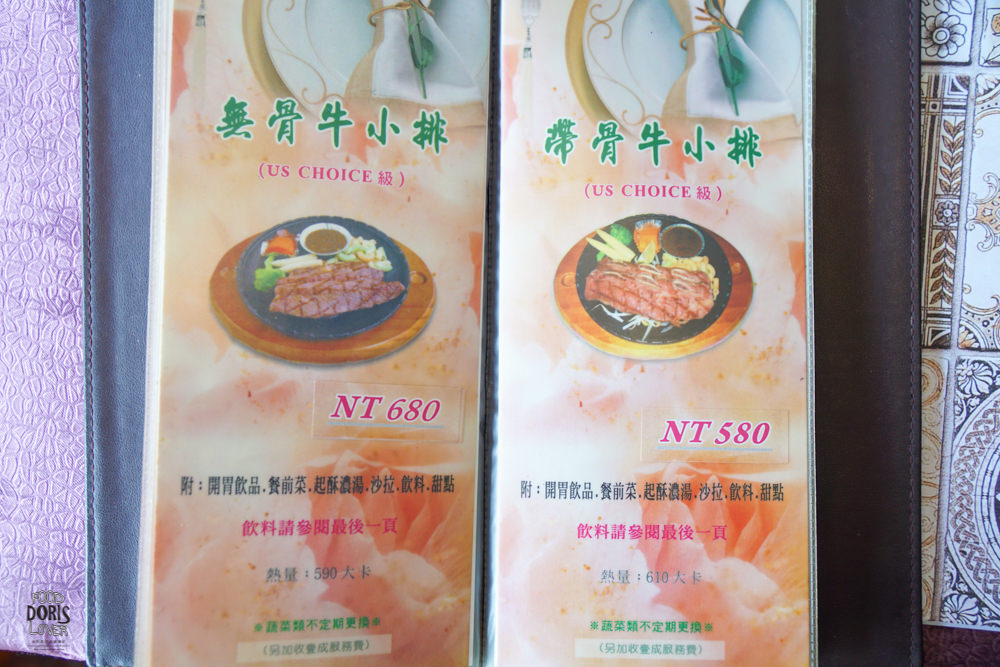 無骨牛小排
(US CHOICE 級)
NT 680
附：開胃飲品.餐前菜.起酥濃湯.沙拉.飲料.甜點
飲料請參閱最後一頁
熱量：590 大卡
※蔬菜類不定期更換※
(另加收壹成服務費)
帶骨牛小排
(US CHOICE 級)
NT 580
附：開胃飲品.餐前菜.起酥濃湯.沙拉.飲料.甜點
飲料請參閱最後一頁
熱量：610 大卡
※蔬菜類不定期更換※
(另加收壹成服務費)
FOOD
DORIS
LOVER